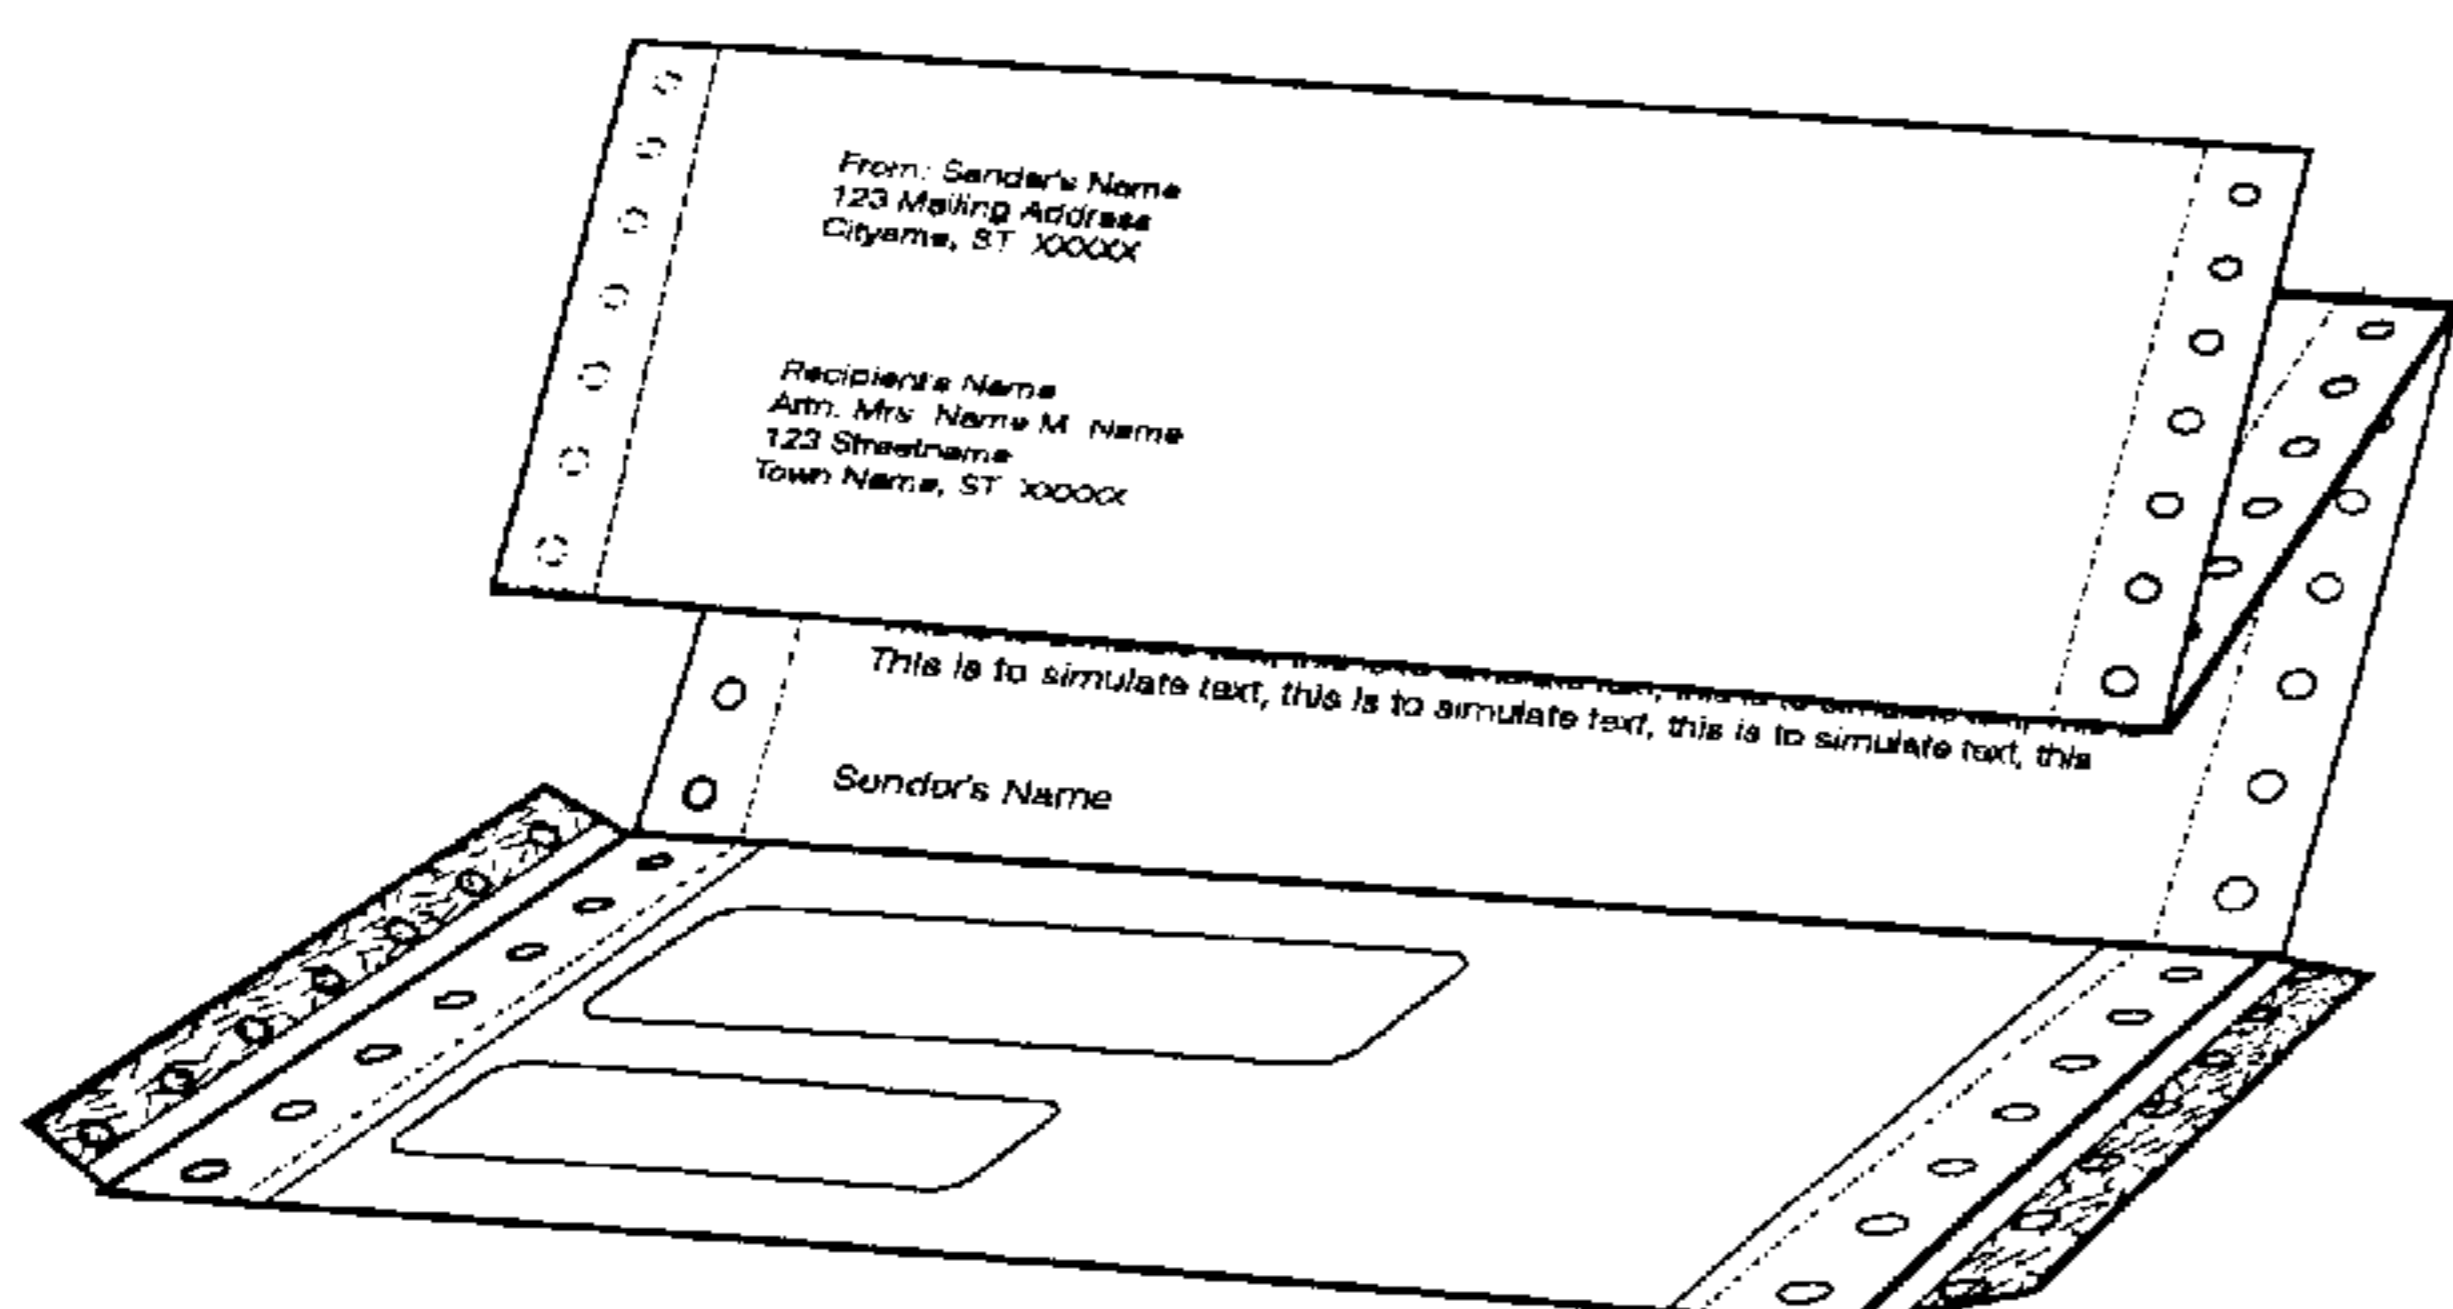 From: Sender's Name
123 Mailing Address
Cityame, ST XXXXX
Recipient's Name
Attn. Mrs Name M. Name
123 Streetname
Town Name, ST XXXXX
This is to simulate text, this is to simulate text, this is to simulate text, this
Sender's Name